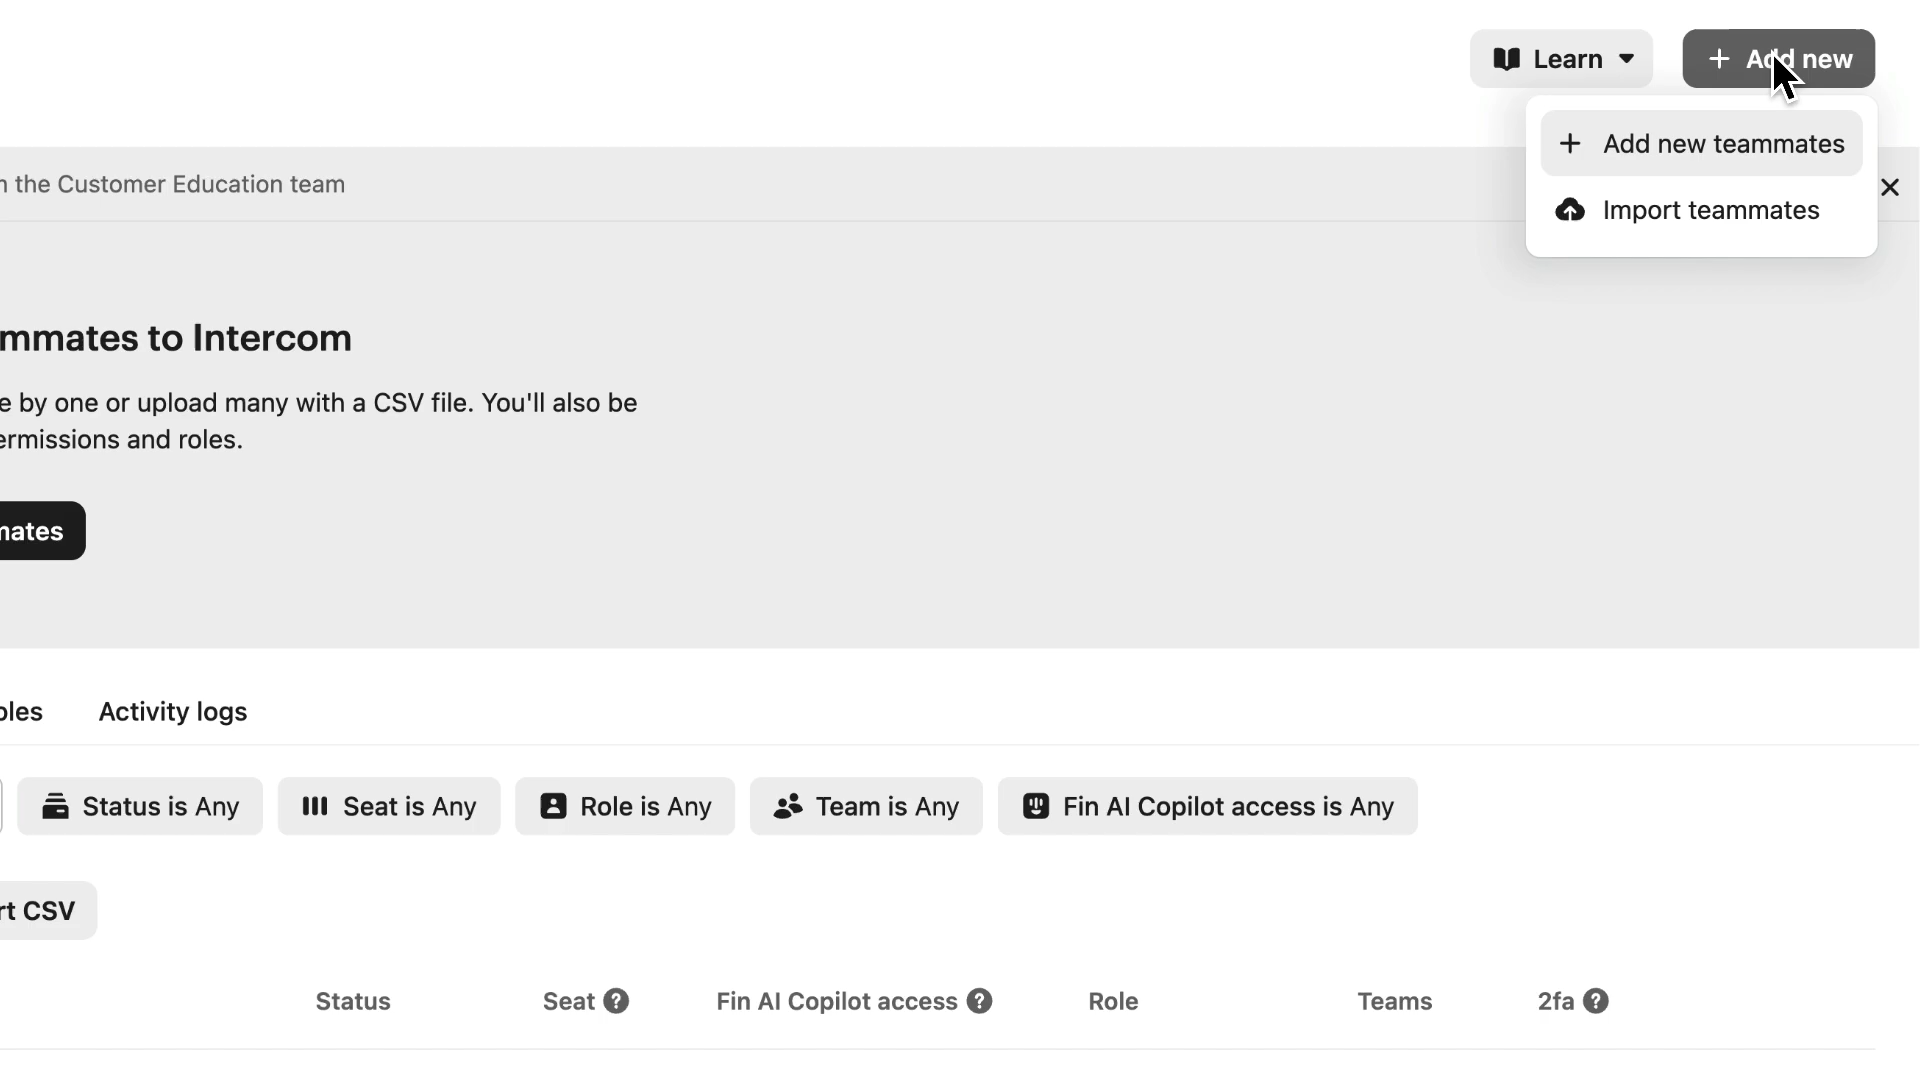 Learn
Add new
Add new teammates
the Customer Education team
Import teammates
mmates to Intercom
e by one or upload many with a CSV file. You'll also be
ermissions and roles.
mates
oles
Activity logs
Status is Any
Seat is Any
Role is Any
Team is Any
Fin AI Copilot access is Any
rt CSV
Status
Seat
Fin AI Copilot access
Role
Teams
2fa